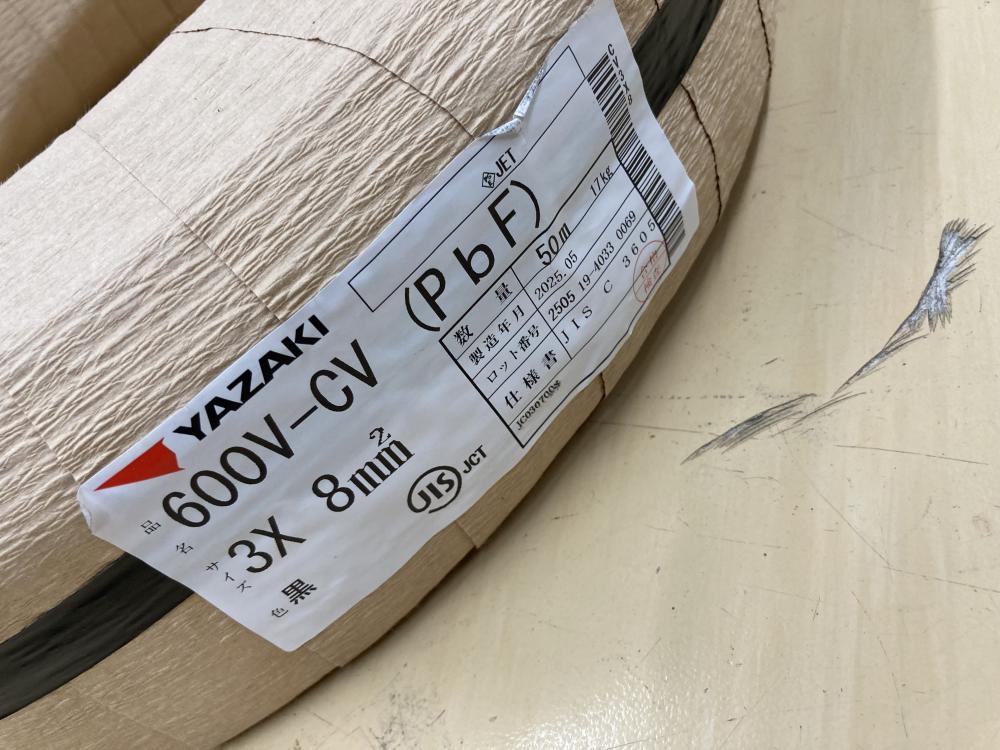 YAZAKI
品名 600V-CV (PbF)
サイズ 3X 8mm²
色 黒
JET
数量 50m 17kg
製造年月 2025.05
ロット番号 2505 19-4033 0069
仕様書 JIS C 3605
JC0307008
JIS JCT
CV3X8